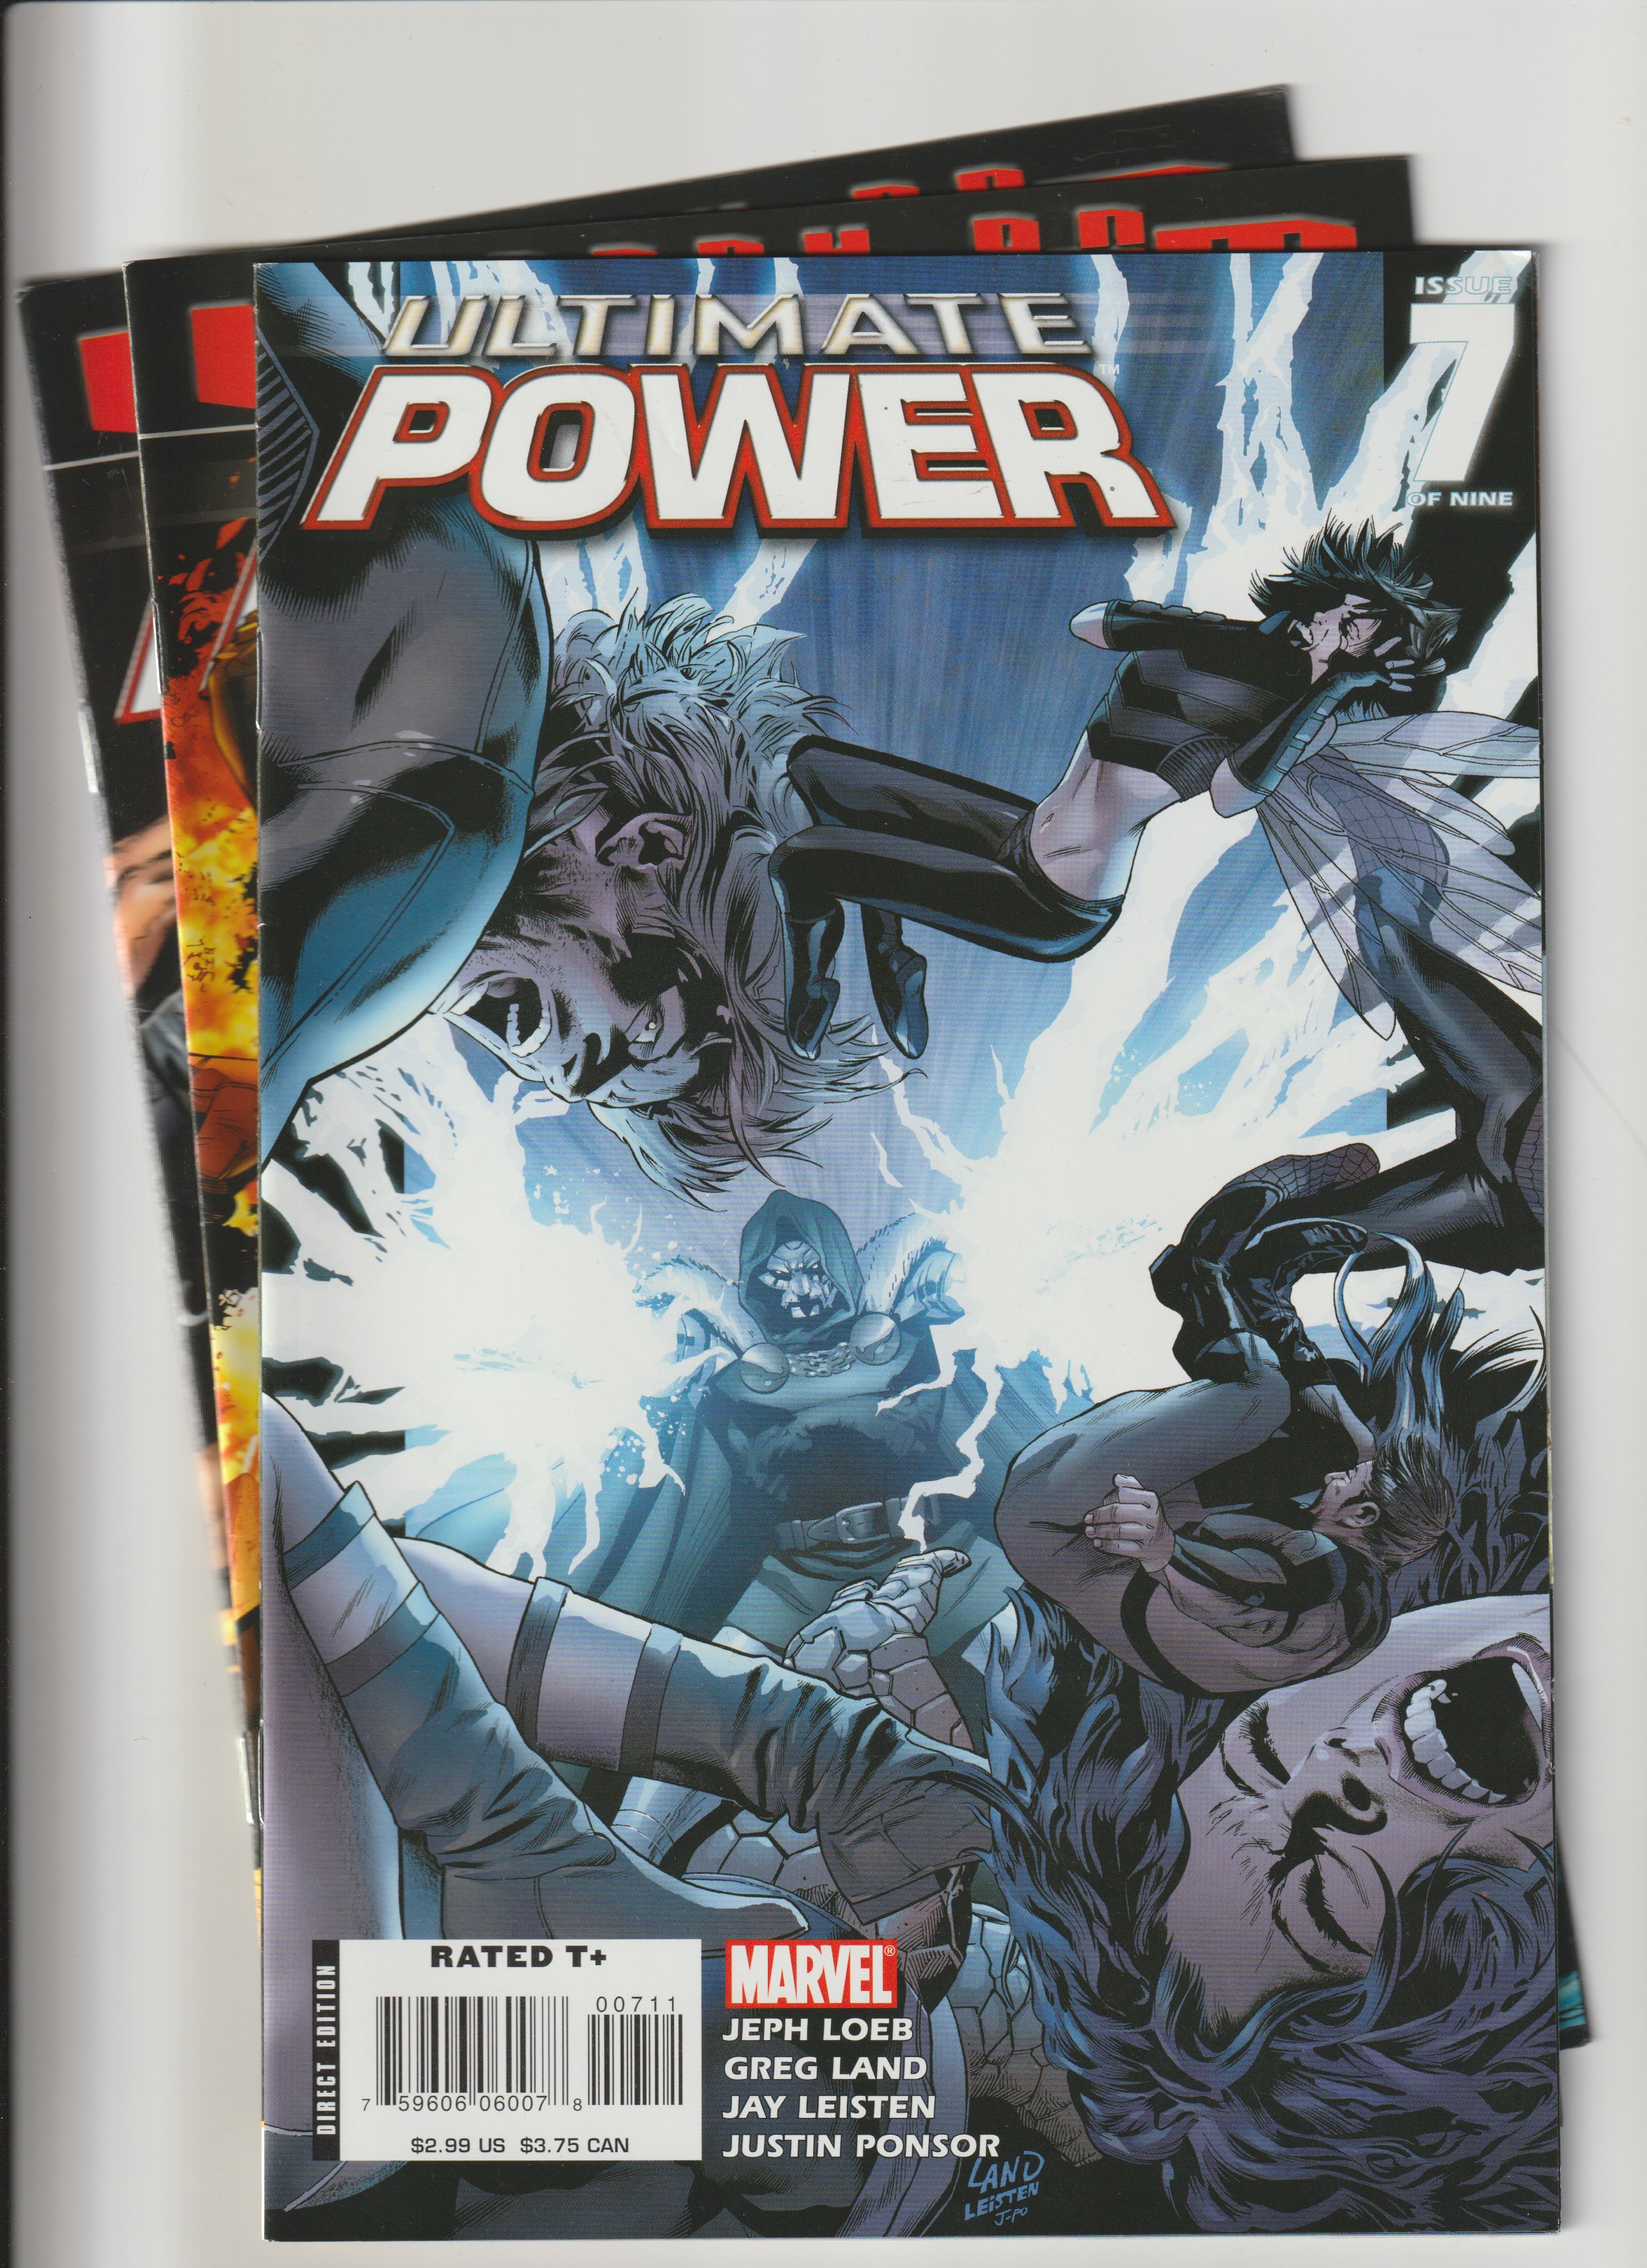 ULTIMATE
POWER™
ISSUE
7
OF NINE
RATED T+
DIRECT EDITION
00711
7 59606 06007 8
$2.99 US $3.75 CAN
MARVEL®
JEPH LOEB
GREG LAND
JAY LEISTEN
JUSTIN PONSOR
LAND
LEISTEN
J-PO